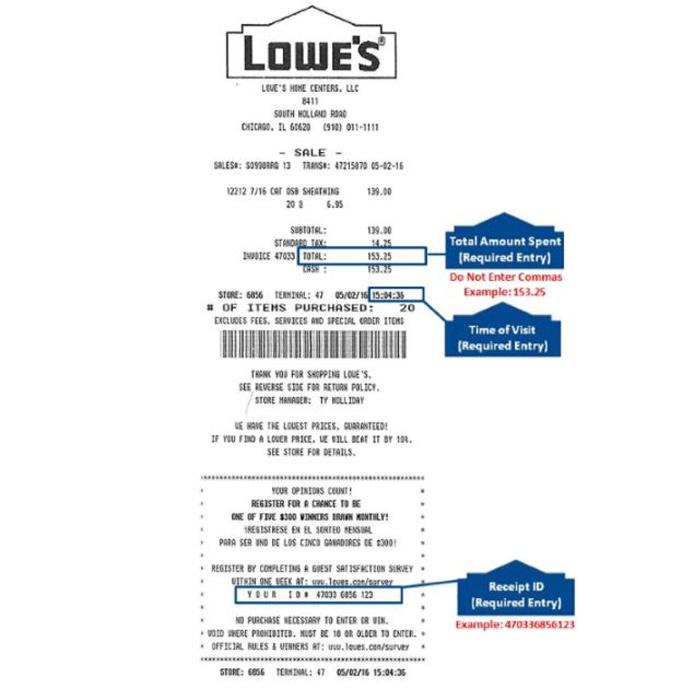 LOWE'S®
LOWE'S HOME CENTERS, LLC
8411
SOUTH HOLLAND ROAD
CHICAGO, IL 60620 (910) 011-1111
- SALE -
SALES#: SO990ARG 13 TRANS#: 47215870 05-02-16
12212 7/16 CAT OSB SHEATHING 139.00
20 @ 6.95
SUBTOTAL: 139.00
STANDARD TAX: 14.25
INVOICE 47033 TOTAL: 153.25
CASH : 153.25
Total Amount Spent
(Required Entry)
Do Not Enter Commas
Example: 153.25
STORE: 6856 TERMINAL: 47 05/02/16 15:04:36
# OF ITEMS PURCHASED: 20
EXCLUDES FEES, SERVICES AND SPECIAL ORDER ITEMS
Time of Visit
(Required Entry)
THANK YOU FOR SHOPPING LOWE'S.
SEE REVERSE SIDE FOR RETURN POLICY.
STORE MANAGER: TY HOLLIDAY
WE HAVE THE LOWEST PRICES, GUARANTEED!
IF YOU FIND A LOWER PRICE, WE WILL BEAT IT BY 10%.
SEE STORE FOR DETAILS.
YOUR OPINIONS COUNT!
REGISTER FOR A CHANCE TO BE
ONE OF FIVE $300 WINNERS DRAWN MONTHLY!
¡REGISTRESE EN EL SORTEO MENSUAL
PARA SER UNO DE LOS CINCO GANADORES DE $300!
REGISTER BY COMPLETING A GUEST SATISFACTION SURVEY
WITHIN ONE WEEK AT: www.lowes.com/survey
YOUR ID# 47033 6856 123
Receipt ID
(Required Entry)
Example: 470336856123
NO PURCHASE NECESSARY TO ENTER OR WIN.
VOID WHERE PROHIBITED. MUST BE 18 OR OLDER TO ENTER.
OFFICIAL RULES & WINNERS AT: www.lowes.com/survey
STORE: 6856 TERMINAL: 47 05/02/16 15:04:36